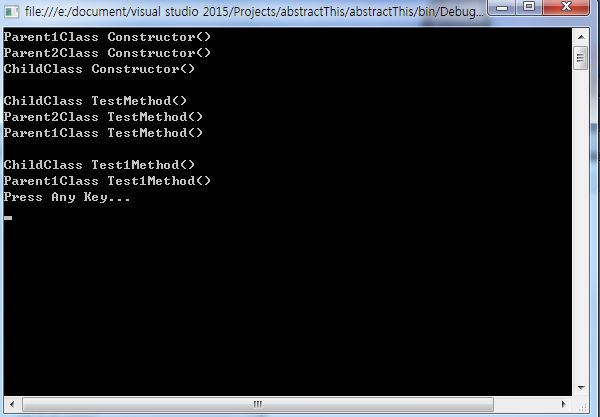 file:///e:/document/visual studio 2015/Projects/abstractThis/abstractThis/bin/Debug...
Parent1Class Constructor()
Parent2Class Constructor()
ChildClass Constructor()
ChildClass TestMethod()
Parent2Class TestMethod()
Parent1Class TestMethod()
ChildClass Test1Method()
Parent1Class Test1Method()
Press Any Key...